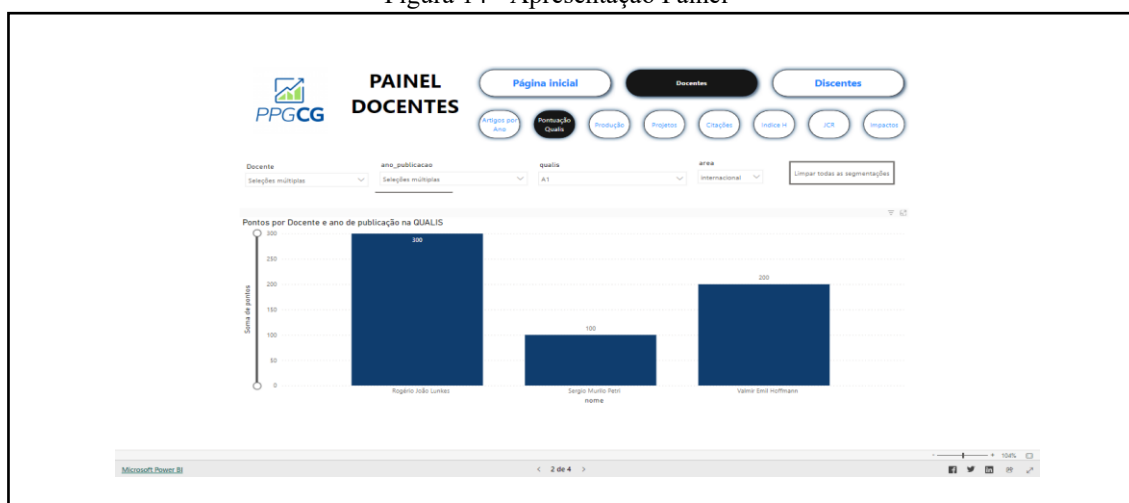 Figura 14 - Apresentação Painel
PPGCG
PAINEL
DOCENTES
Página inicial
Docentes
Discentes
Artigos por
Ano
Pontuação
Qualis
Produção
Projetos
Citações
Indice H
JCR
Impactos
Docente
Seleções múltiplas
ano_publicacao
Seleções múltiplas
qualis
A1
area
Internacional
Limpar todas as segmentações
Pontos por Docente e ano de publicação na QUALIS
Soma de pontos
300
250
200
150
100
50
0
300
100
200
Rogério João Lunkes
Sergio Murilo Petri
Valmir Emil Hoffmann
nome
- + 104%
Microsoft Power BI
< 2 de 4 >